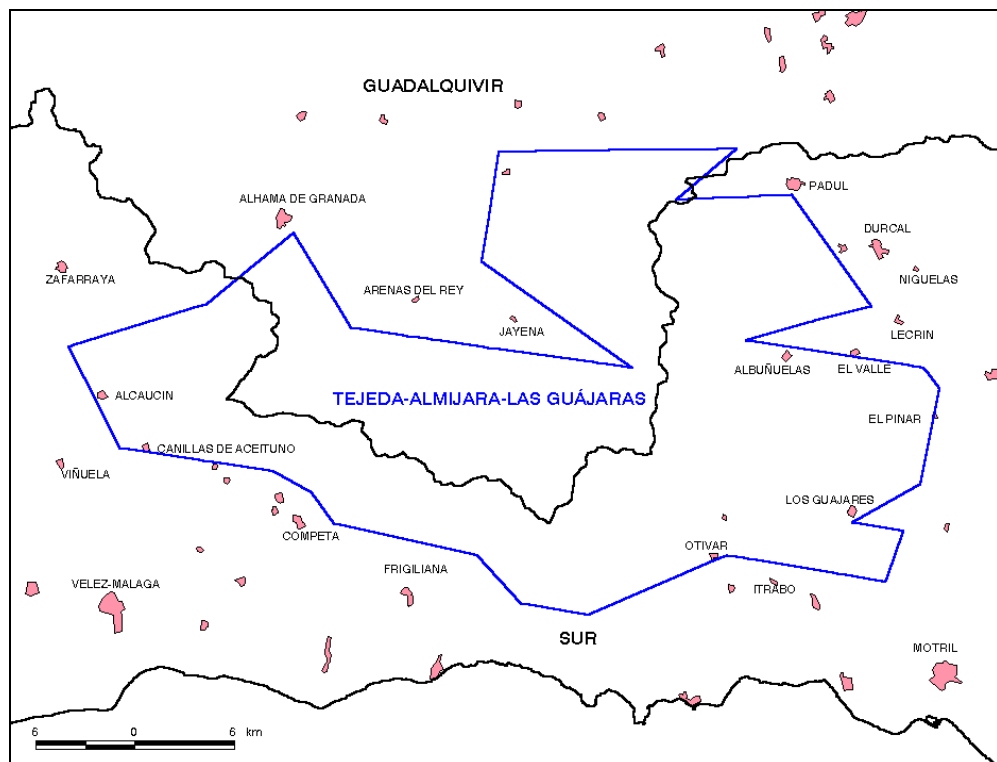 GUADALQUIVIR
PADUL
ALHAMA DE GRANADA
DURCAL
ZAFARRAYA
NIGUELAS
ARENAS DEL REY
JAYENA
LECRIN
ALBUÑUELAS
EL VALLE
TEJEDA-ALMIJARA-LAS GUÁJARAS
ALCAUCIN
EL PINAR
CANILLAS DE ACEITUNO
VIÑUELA
LOS GUAJARES
COMPETA
OTIVAR
FRIGILIANA
VELEZ-MALAGA
ITRABO
SUR
MOTRIL
6 0 6 km